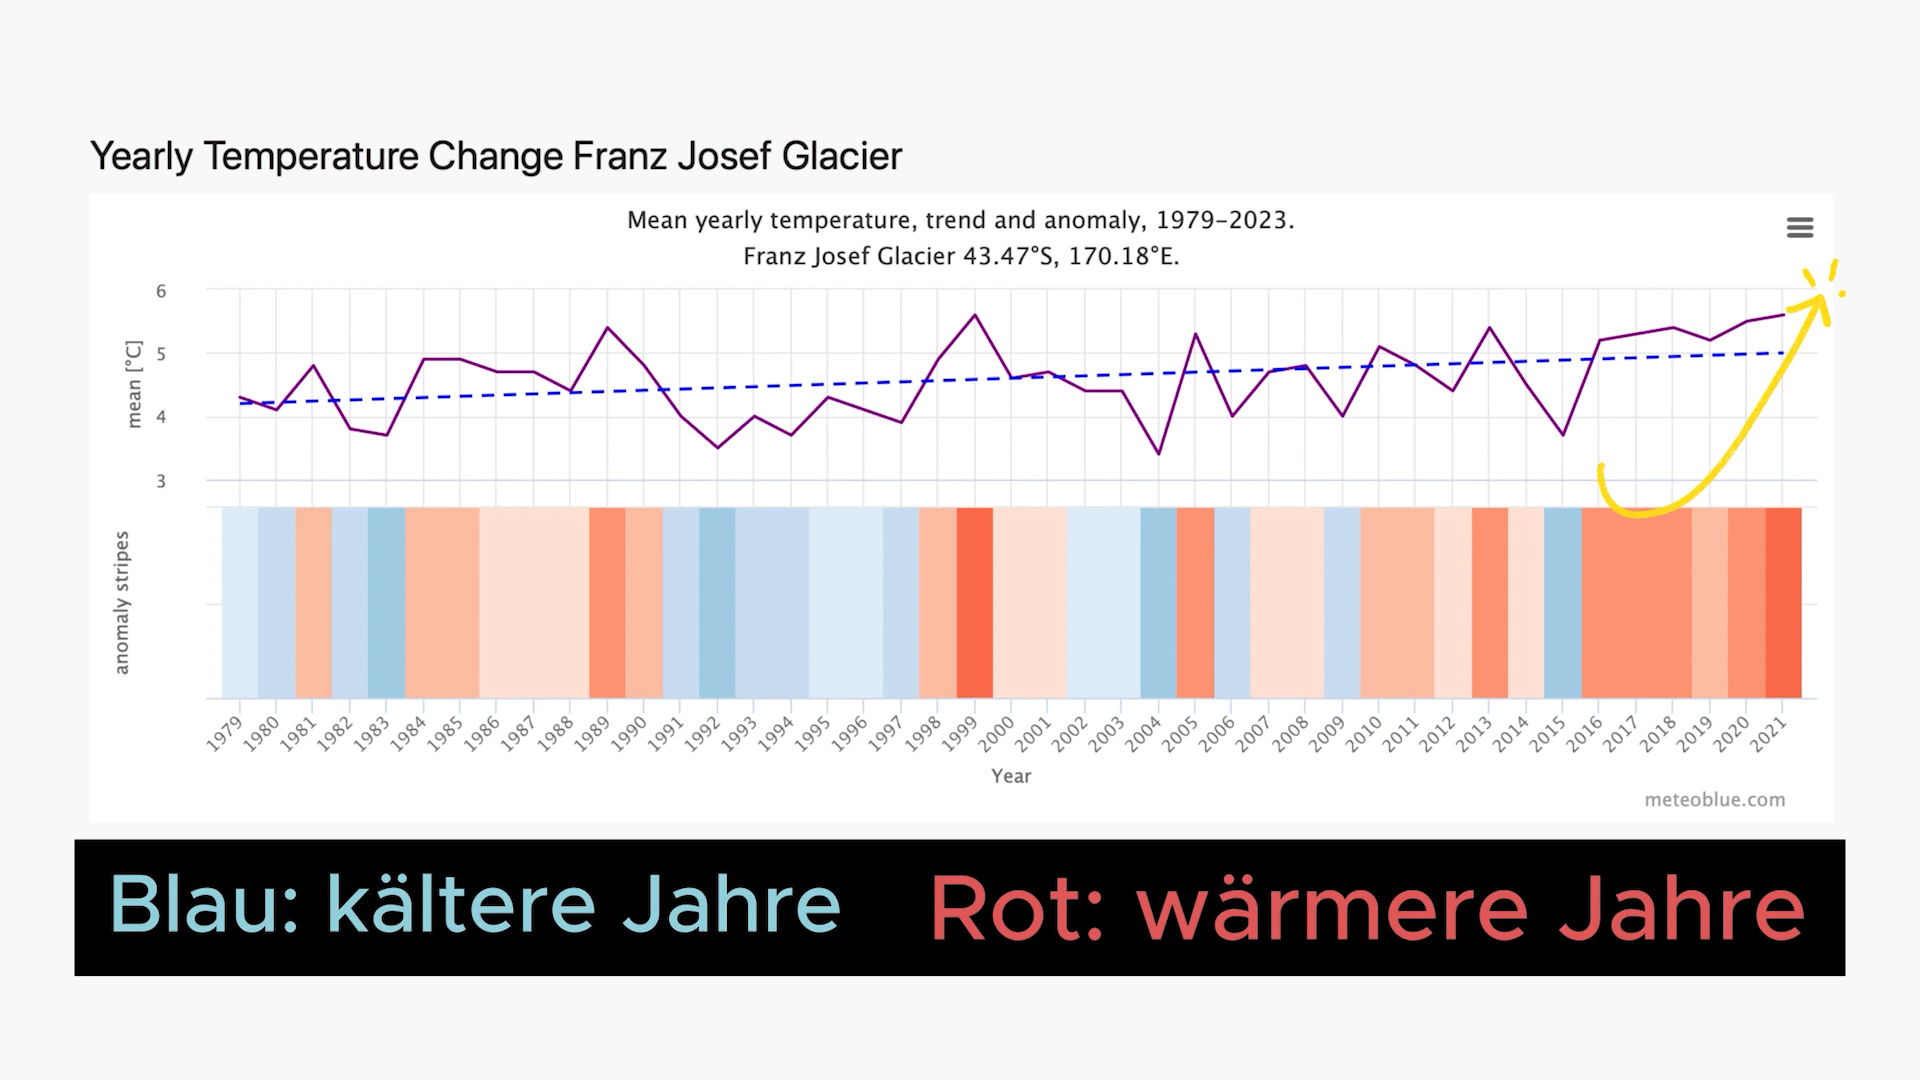 Yearly Temperature Change Franz Josef Glacier
Mean yearly temperature, trend and anomaly, 1979–2023.
Franz Josef Glacier 43.47°S, 170.18°E.
mean [°C]
6
5
4
3
anomaly stripes
1979 1980 1981 1982 1983 1984 1985 1986 1987 1988 1989 1990 1991 1992 1993 1994 1995 1996 1997 1998 1999 2000 2001 2002 2003 2004 2005 2006 2007 2008 2009 2010 2011 2012 2013 2014 2015 2016 2017 2018 2019 2020 2021
Year
meteoblue.com
Blau: kältere Jahre Rot: wärmere Jahre